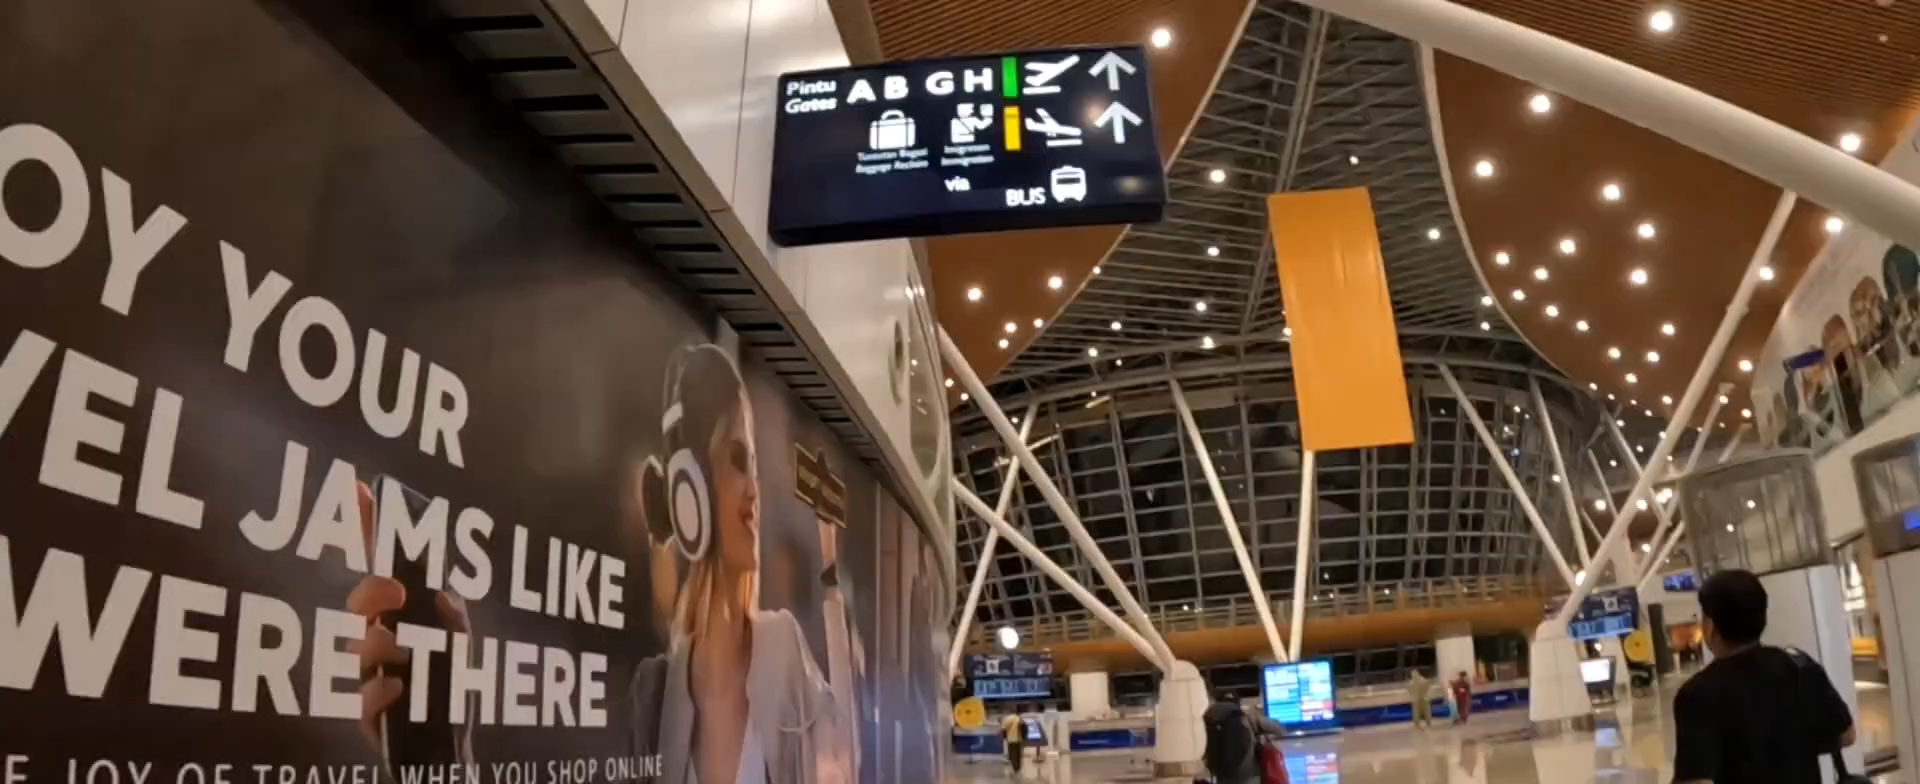 Pintu
Gates
A B G H
Tuntutan Bagasi
Baggage Reclaim
Imigresen
Immigration
via
BUS
OY YOUR
VEL JAMS LIKE
WERE THERE
E JOY OF TRAVEL WHEN YOU SHOP ONLINE